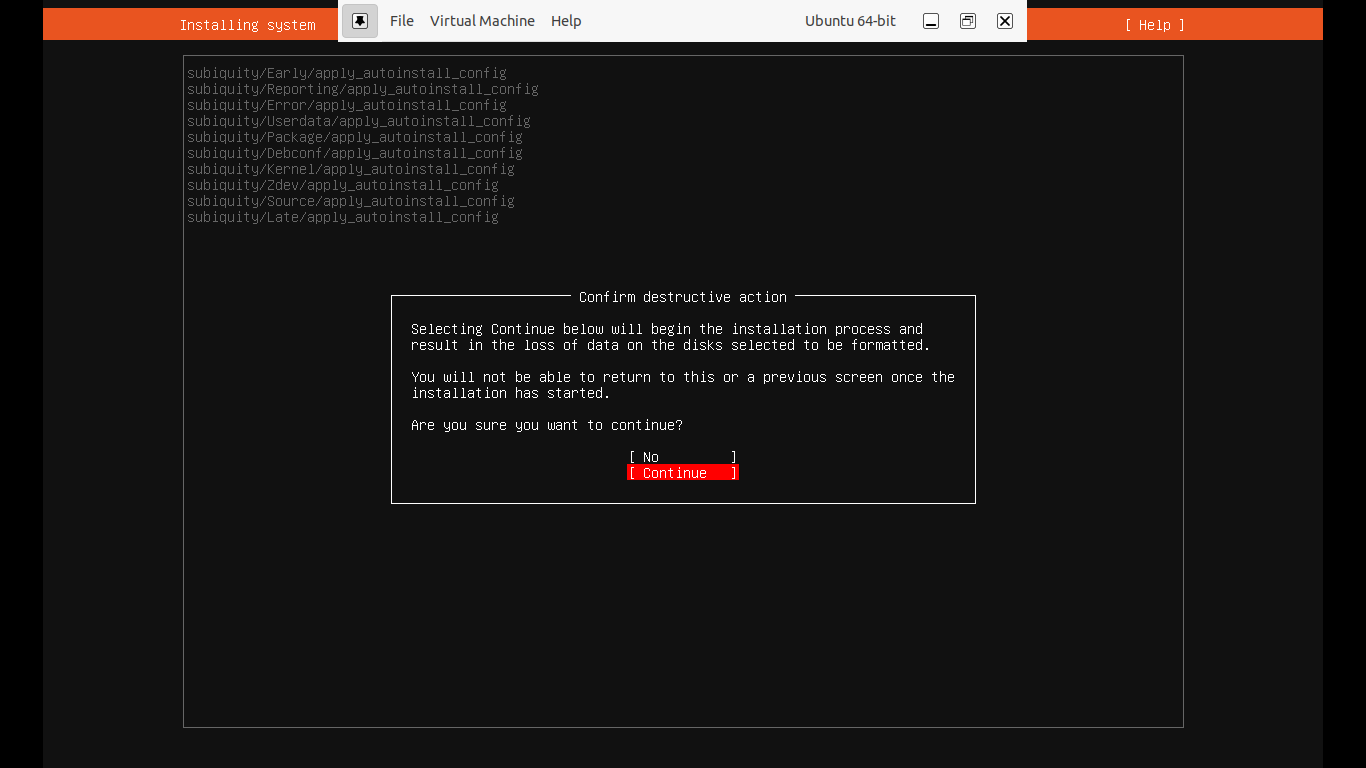 Installing system
File Virtual Machine Help Ubuntu 64-bit
[ Help ]
subiquity/Early/apply_autoinstall_config
subiquity/Reporting/apply_autoinstall_config
subiquity/Error/apply_autoinstall_config
subiquity/Userdata/apply_autoinstall_config
subiquity/Package/apply_autoinstall_config
subiquity/Debconf/apply_autoinstall_config
subiquity/Kernel/apply_autoinstall_config
subiquity/Zdev/apply_autoinstall_config
subiquity/Source/apply_autoinstall_config
subiquity/Late/apply_autoinstall_config
Confirm destructive action
Selecting Continue below will begin the installation process and
result in the loss of data on the disks selected to be formatted.
You will not be able to return to this or a previous screen once the
installation has started.
Are you sure you want to continue?
[ No ]
[ Continue ]